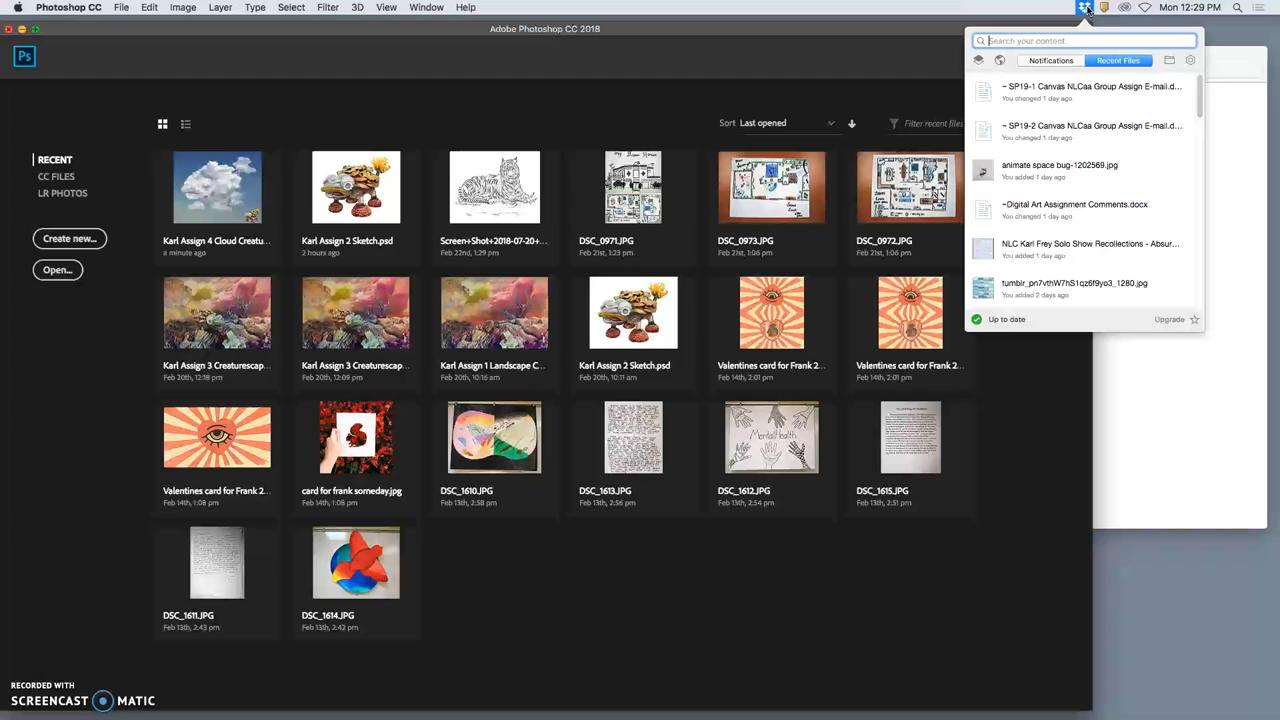 Photoshop CC File Edit Image Layer Type Select Filter 3D View Window Help Mon 12:29 PM
Adobe Photoshop CC 2018
Ps
Search your content.
Notifications Recent Files
~ SP19-1 Canvas NLCaa Group Assign E-mail.d...
You changed 1 day ago
~ SP19-2 Canvas NLCaa Group Assign E-mail.d...
You changed 1 day ago
animate space bug-1202569.jpg
You added 1 day ago
~Digital Art Assignment Comments.docx
You changed 1 day ago
NLC Karl Frey Solo Show Recollections - Absur...
You added 1 day ago
tumblr_pn7vthW7hS1qz6f9yo3_1280.jpg
You added 2 days ago
Up to date Upgrade
Sort Last opened Filter recent files
RECENT
CC FILES
LR PHOTOS
Create new...
Open...
Karl Assign 4 Cloud Creatu...
a minute ago
Karl Assign 2 Sketch.psd
2 hours ago
Screen+Shot+2018-07-20+...
Feb 22nd, 1:29 pm
DSC_0971.JPG
Feb 21st, 1:13 pm
DSC_0973.JPG
Feb 21st, 1:06 pm
DSC_0972.JPG
Feb 21st, 1:06 pm
Karl Assign 3 Creaturescap...
Feb 20th, 12:18 pm
Karl Assign 3 Creaturescap...
Feb 20th, 12:09 pm
Karl Assign 1 Landscape C...
Feb 20th, 10:16 am
Karl Assign 2 Sketch.psd
Feb 20th, 10:11 am
Valentines card for Frank 2...
Feb 14th, 2:01 pm
Valentines card for Frank 2...
Feb 14th, 2:01 pm
Valentines card for Frank 2...
Feb 14th, 1:08 pm
card for frank someday.jpg
Feb 14th, 1:08 pm
DSC_1610.JPG
Feb 13th, 2:58 pm
DSC_1613.JPG
Feb 13th, 2:56 pm
Mental Health
DSC_1612.JPG
Feb 13th, 2:54 pm
DSC_1615.JPG
Feb 13th, 2:51 pm
DSC_1611.JPG
Feb 13th, 2:43 pm
DSC_1614.JPG
Feb 13th, 2:42 pm
RECORDED WITH
SCREENCAST MATIC